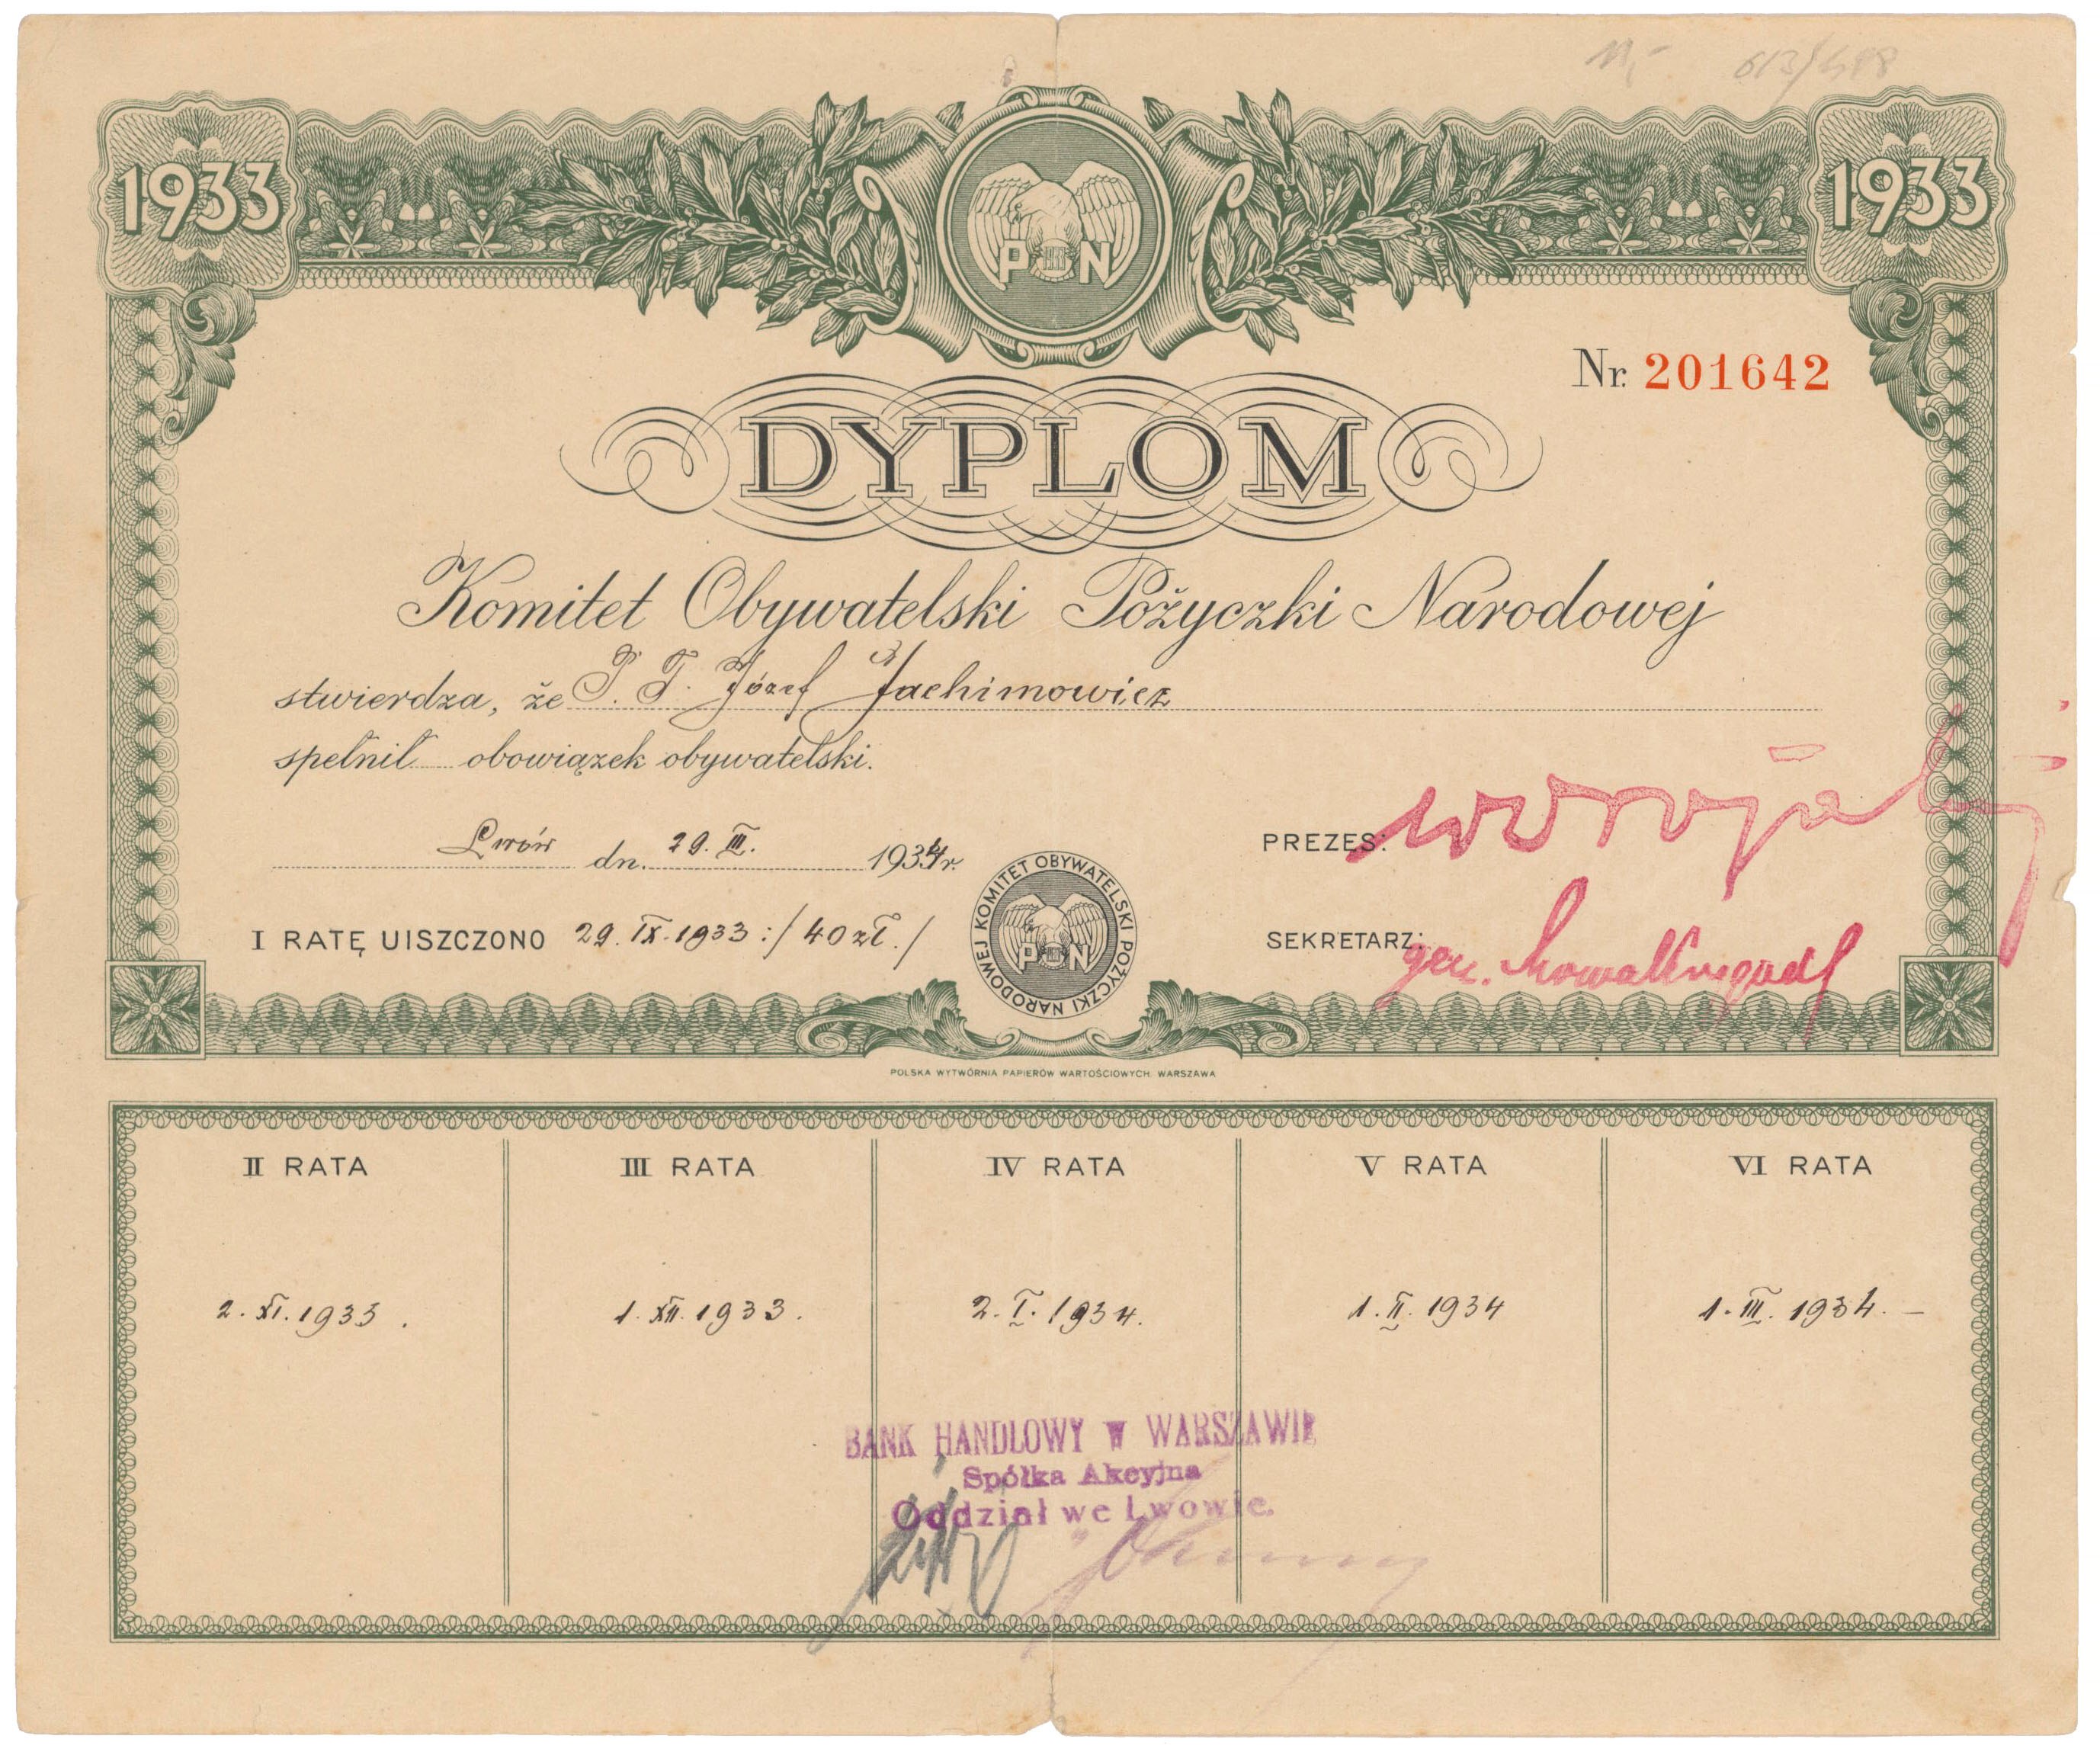 1933
1933
P N
Nr. 201642
DYPLOM
Komitet Obywatelski Pożyczki Narodowej
stwierdza, że P. T. Józef Jachimowicz
spełnił obowiązek obywatelski.
Lwów dn. 29. III. 1934 r.
PREZES:
I RATĘ UISZCZONO 29. IX. 1933 :/ 40 zł. /
SEKRETARZ: gen.
KOMITET OBYWATELSKI POŻYCZKI NARODOWEJ
P N
POLSKA WYTWÓRNIA PAPIERÓW WARTOŚCIOWYCH. WARSZAWA
II RATA
III RATA
IV RATA
V RATA
VI RATA
2. XI. 1933.
1. XII. 1933.
2. I. 1934.
1. II. 1934
1. III. 1934. –
BANK HANDLOWY W WARSZAWIE
Spółka Akcyjna
Oddział we Lwowie.